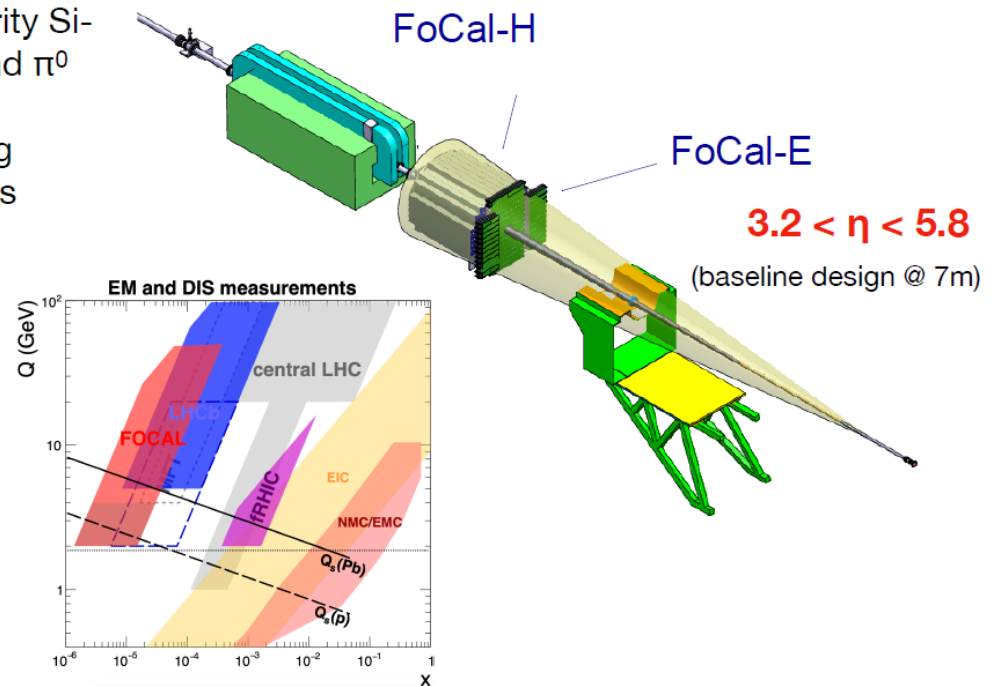 rity Si-
nd π⁰
g
s
FoCal-H
FoCal-E
3.2 < η < 5.8
(baseline design @ 7m)
EM and DIS measurements
Q (GeV)
10²
10
1
central LHC
LHCb
FOCAL
fRHIC
EIC
NMC/EMC
Qₛ(Pb)
Qₛ(p)
10⁻⁶ 10⁻⁵ 10⁻⁴ 10⁻³ 10⁻² 10⁻¹ 1
x